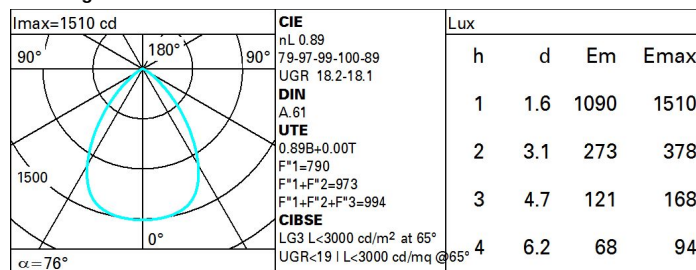 Imax=1510 cd
90°
180°
90°
1500
0°
α=76°
CIE
nL 0.89
79-97-99-100-89
UGR 18.2-18.1
DIN
A.61
UTE
0.89B+0.00T
F"1=790
F"1+F"2=973
F"1+F"2+F"3=994
CIBSE
LG3 L<3000 cd/m² at 65°
UGR<19 | L<3000 cd/mq @65°
Lux
h d Em Emax
1 1.6 1090 1510
2 3.1 273 378
3 4.7 121 168
4 6.2 68 94